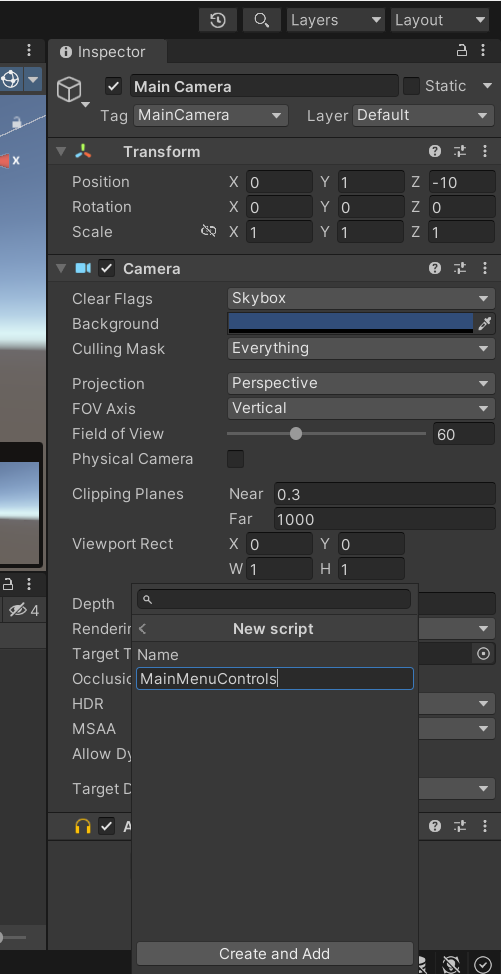 Layers Layout
Inspector
Main Camera Static
Tag MainCamera Layer Default
Transform
Position X 0 Y 1 Z -10
Rotation X 0 Y 0 Z 0
Scale X 1 Y 1 Z 1
Camera
Clear Flags Skybox
Background
Culling Mask Everything
Projection Perspective
FOV Axis Vertical
Field of View 60
Physical Camera
Clipping Planes Near 0.3
Far 1000
Viewport Rect X 0 Y 0
W 1 H 1
Depth
4
Renderin
New script
Target T
Name
Occlusio
MainMenuControls
HDR
MSAA
Allow Dy
Target D
A
Create and Add
x